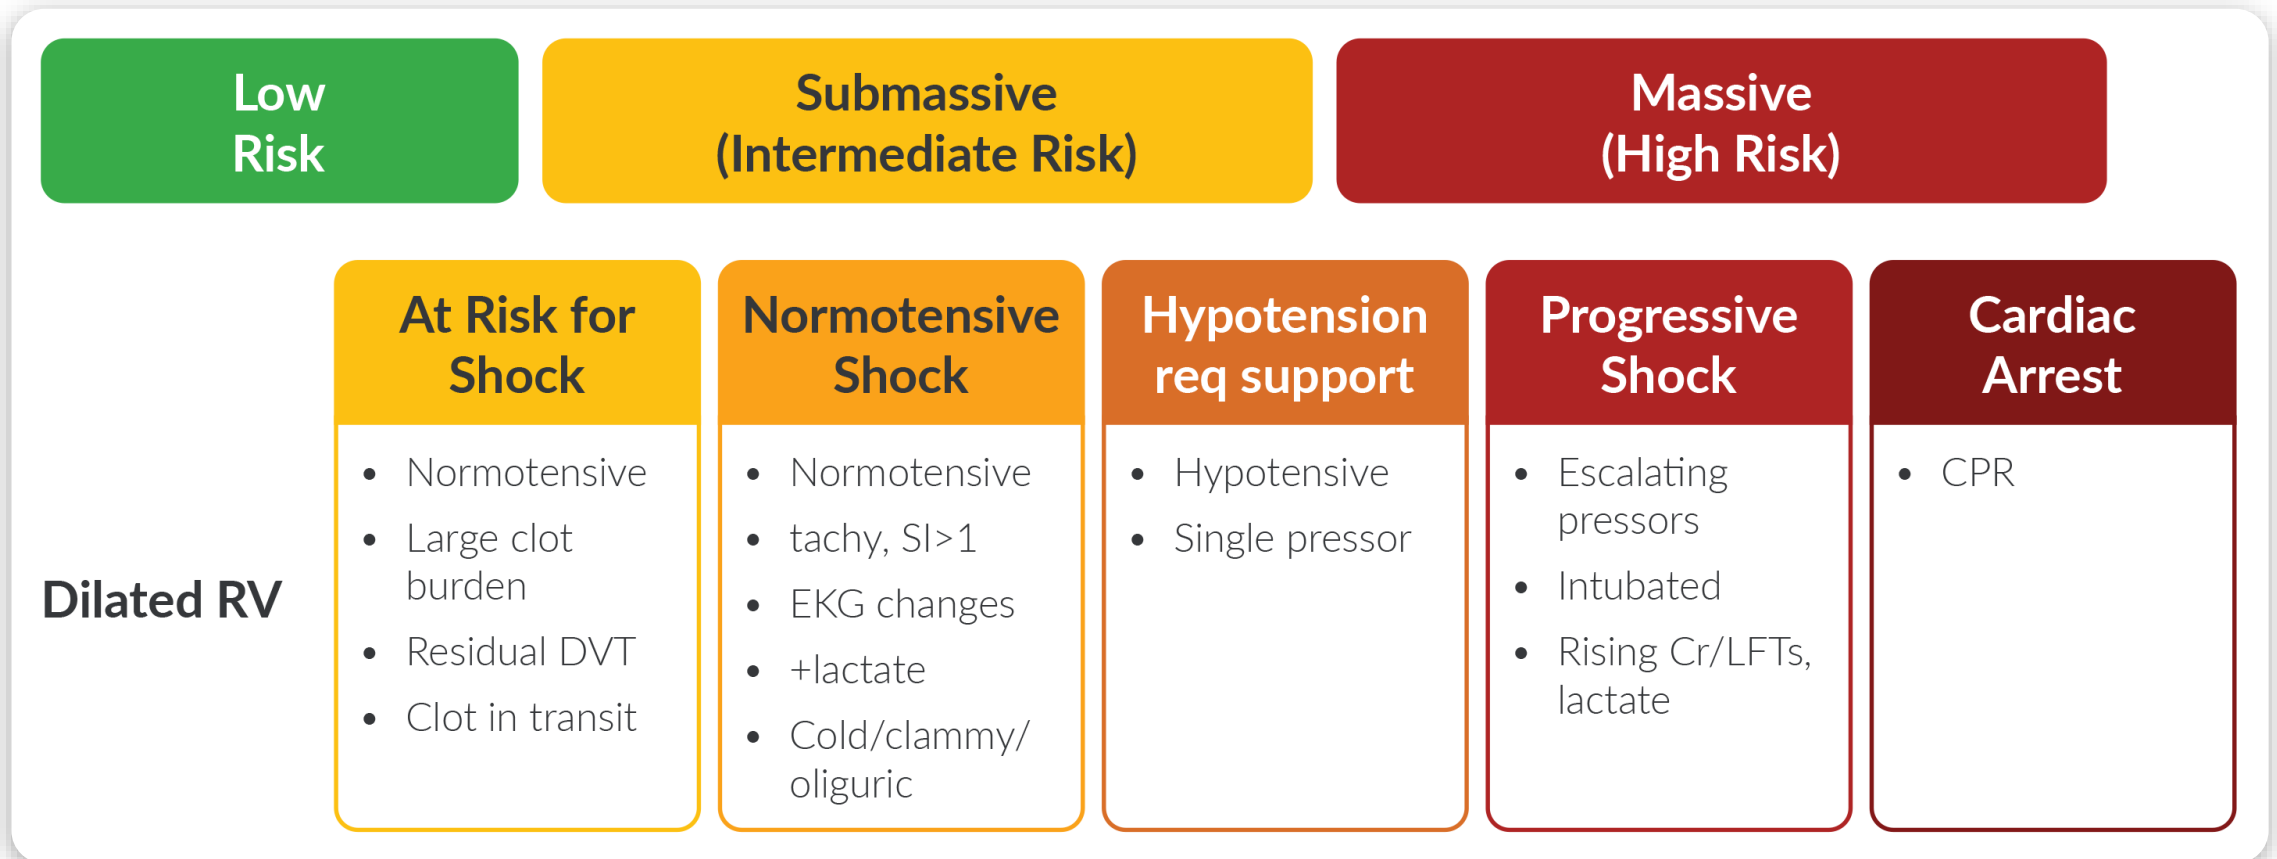 Low
Risk
Submassive
(Intermediate Risk)
Massive
(High Risk)
Dilated RV
At Risk for
Shock
• Normotensive
• Large clot
burden
• Residual DVT
• Clot in transit
Normotensive
Shock
• Normotensive
• tachy, SI>1
• EKG changes
• +lactate
• Cold/clammy/
oliguric
Hypotension
req support
• Hypotensive
• Single pressor
Progressive
Shock
• Escalating
pressors
• Intubated
• Rising Cr/LFTs,
lactate
Cardiac
Arrest
• CPR